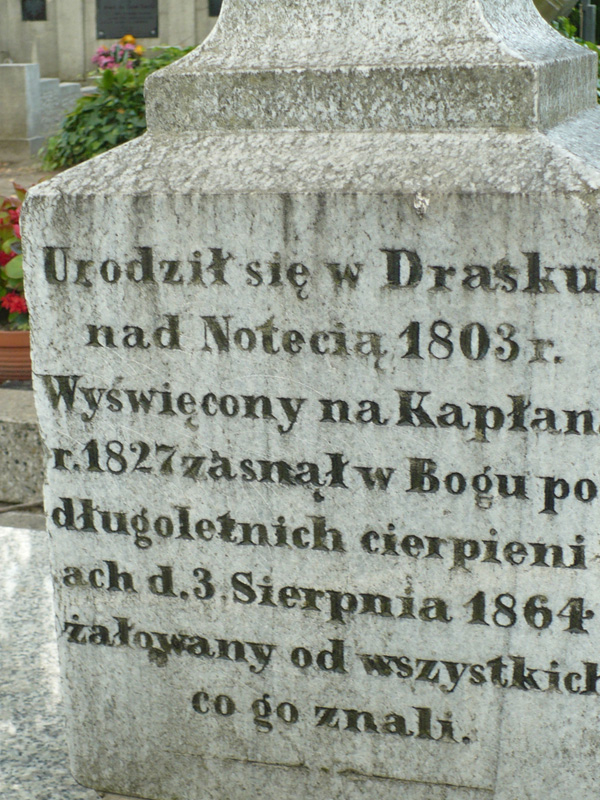 Urodził się w Drasku
nad Notecią 1803 r.
Wyświęcony na Kapłana
r. 1827 zasnął w Bogu po
długoletnich cierpieni-
ach d. 3 Sierpnia 1864
żałowany od wszystkich
co go znali.